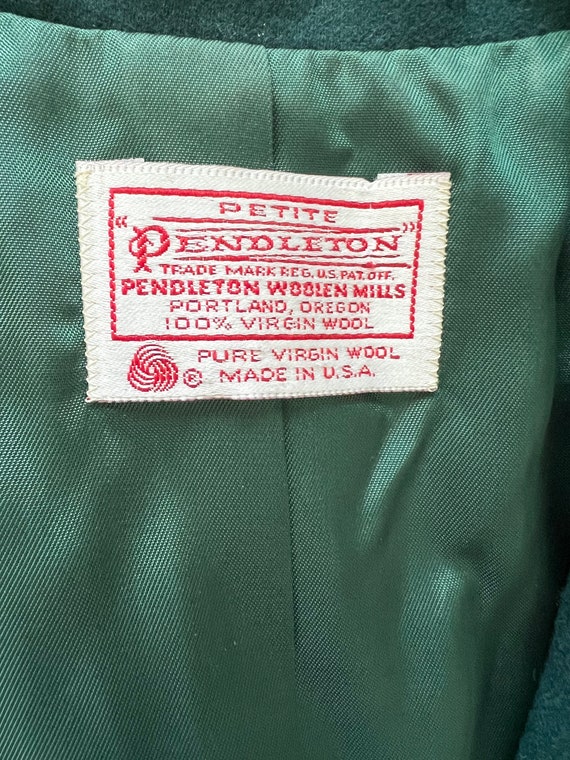 PETITE
"PENDLETON"
TRADE MARK REG. U.S. PAT. OFF.
PENDLETON WOOLEN MILLS
PORTLAND, OREGON
100% VIRGIN WOOL
PURE VIRGIN WOOL
® MADE IN U.S.A.